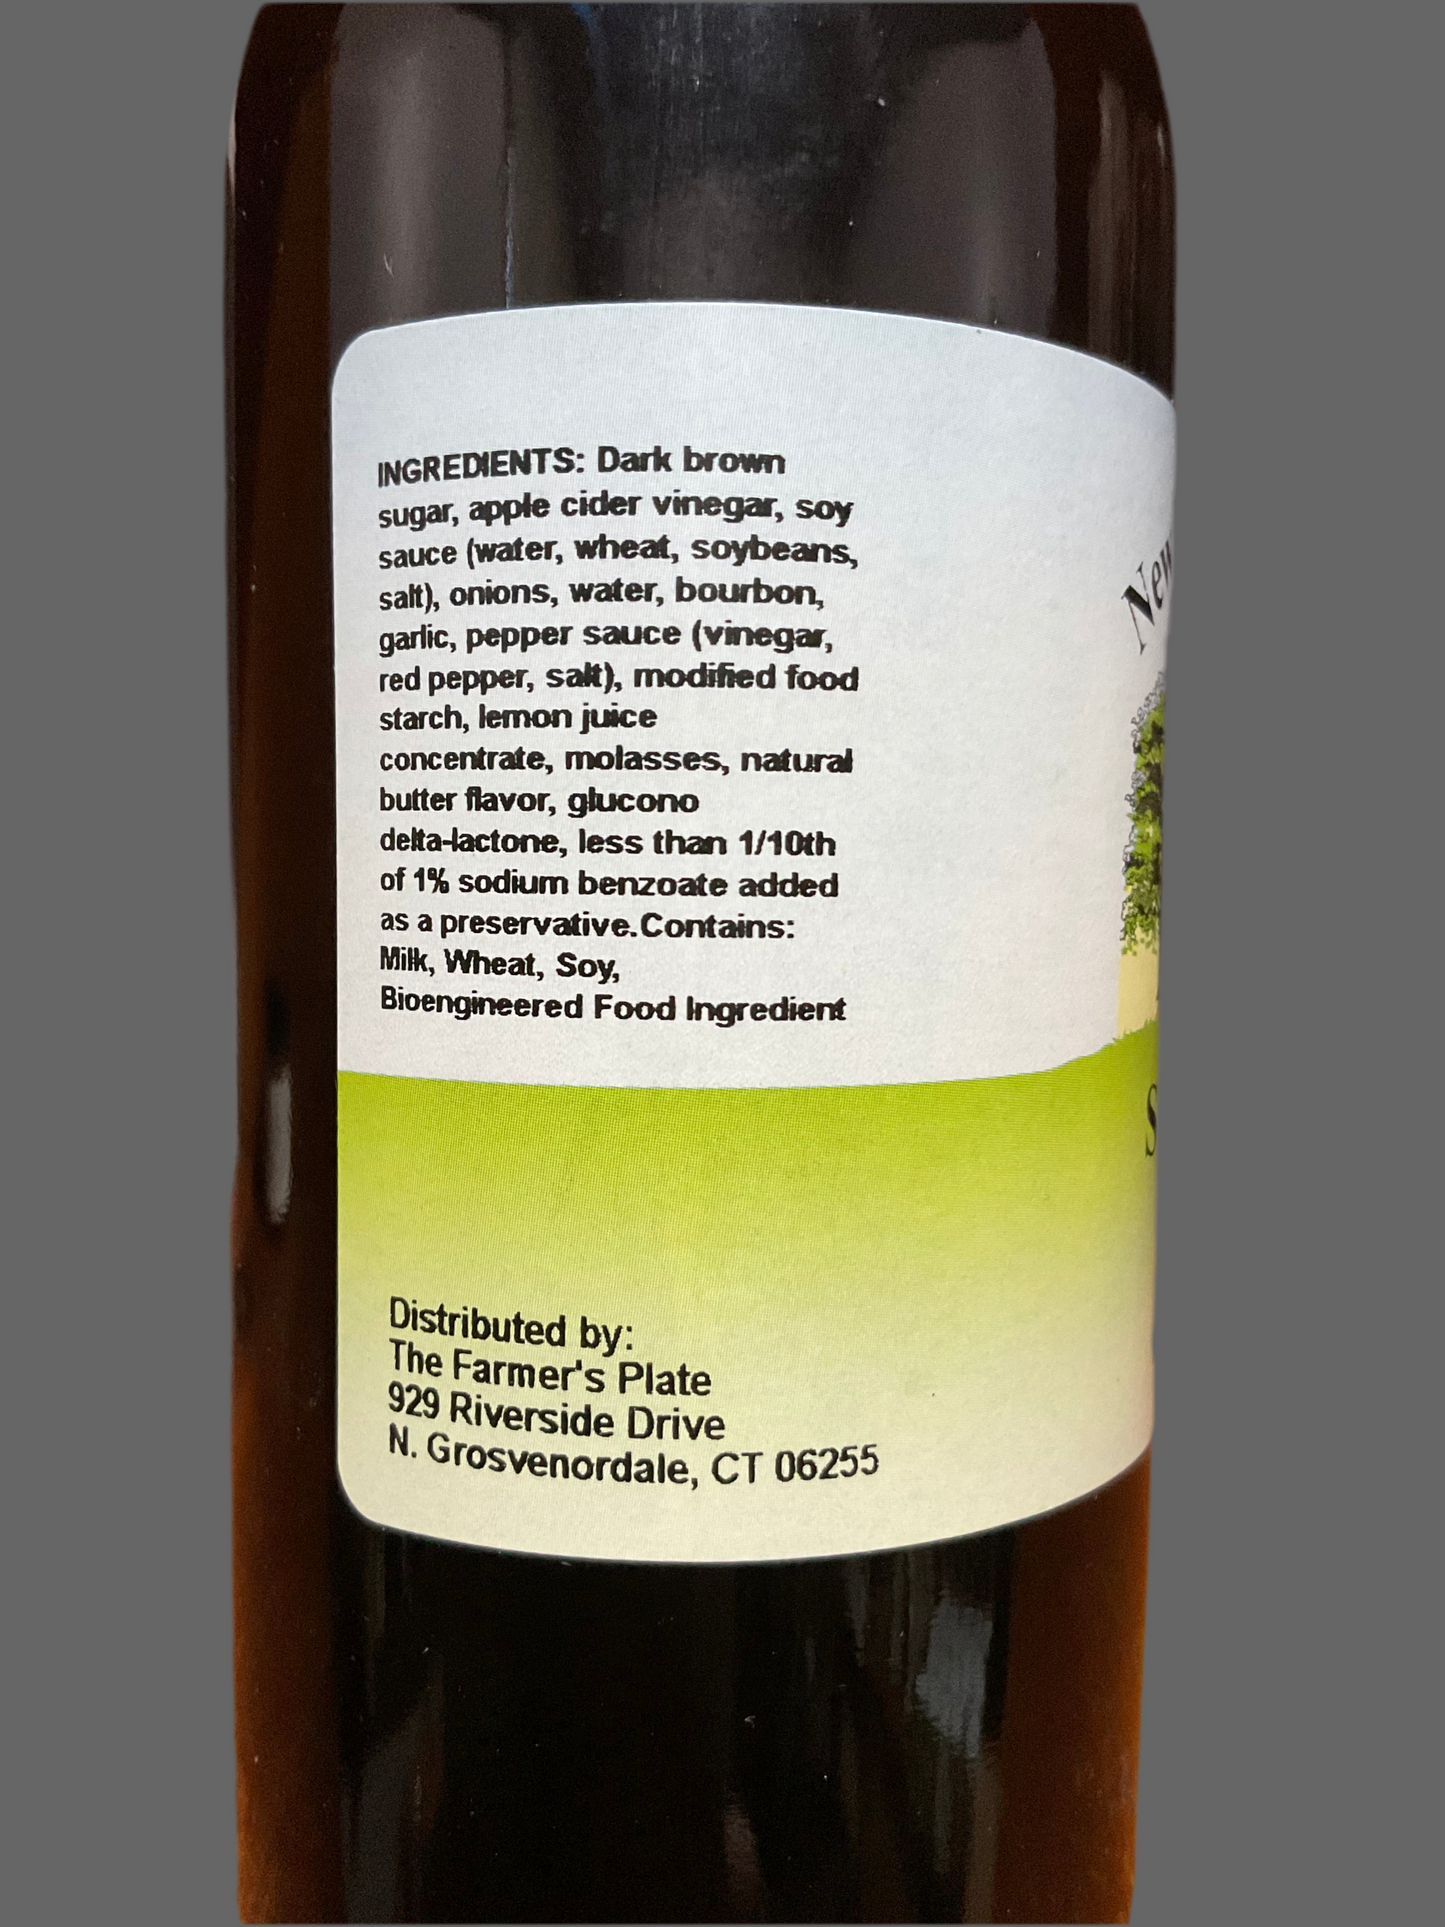 INGREDIENTS: Dark brown
sugar, apple cider vinegar, soy
sauce (water, wheat, soybeans,
salt), onions, water, bourbon,
garlic, pepper sauce (vinegar,
red pepper, salt), modified food
starch, lemon juice
concentrate, molasses, natural
butter flavor, glucono
delta-lactone, less than 1/10th
of 1% sodium benzoate added
as a preservative.Contains:
Milk, Wheat, Soy,
Bioengineered Food Ingredient
New
Distributed by:
The Farmer's Plate
929 Riverside Drive
N. Grosvenordale, CT 06255